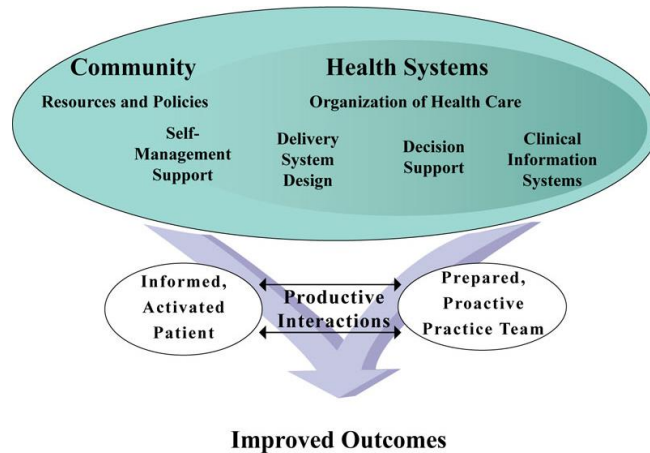 Community
Health Systems
Resources and Policies
Organization of Health Care
Self-
Management
Support
Delivery
System
Design
Decision
Support
Clinical
Information
Systems
Informed,
Activated
Patient
Productive
Interactions
Prepared,
Proactive
Practice Team
Improved Outcomes